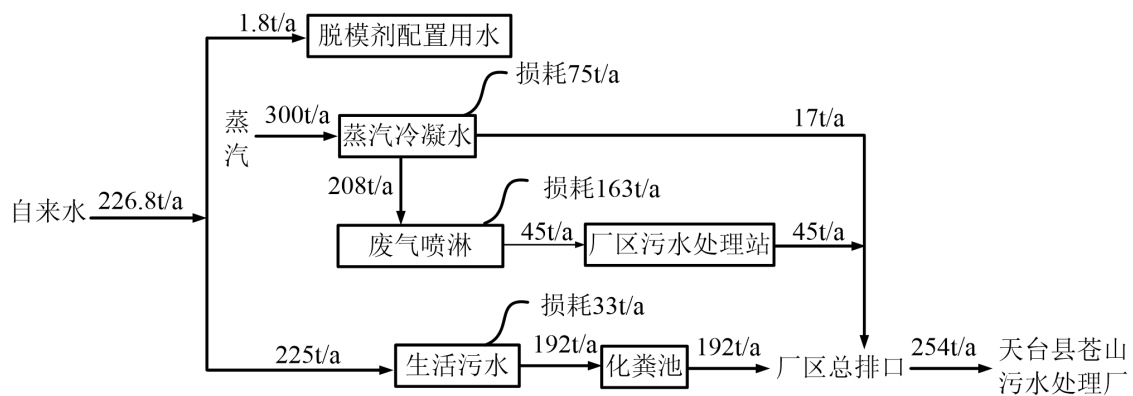 1.8t/a
脱模剂配置用水
损耗75t/a
蒸汽
300t/a
蒸汽冷凝水
17t/a
208t/a
损耗163t/a
自来水
226.8t/a
废气喷淋
45t/a
厂区污水处理站
45t/a
损耗33t/a
225t/a
生活污水
192t/a
化粪池
192t/a
厂区总排口
254t/a
天台县苍山
污水处理厂